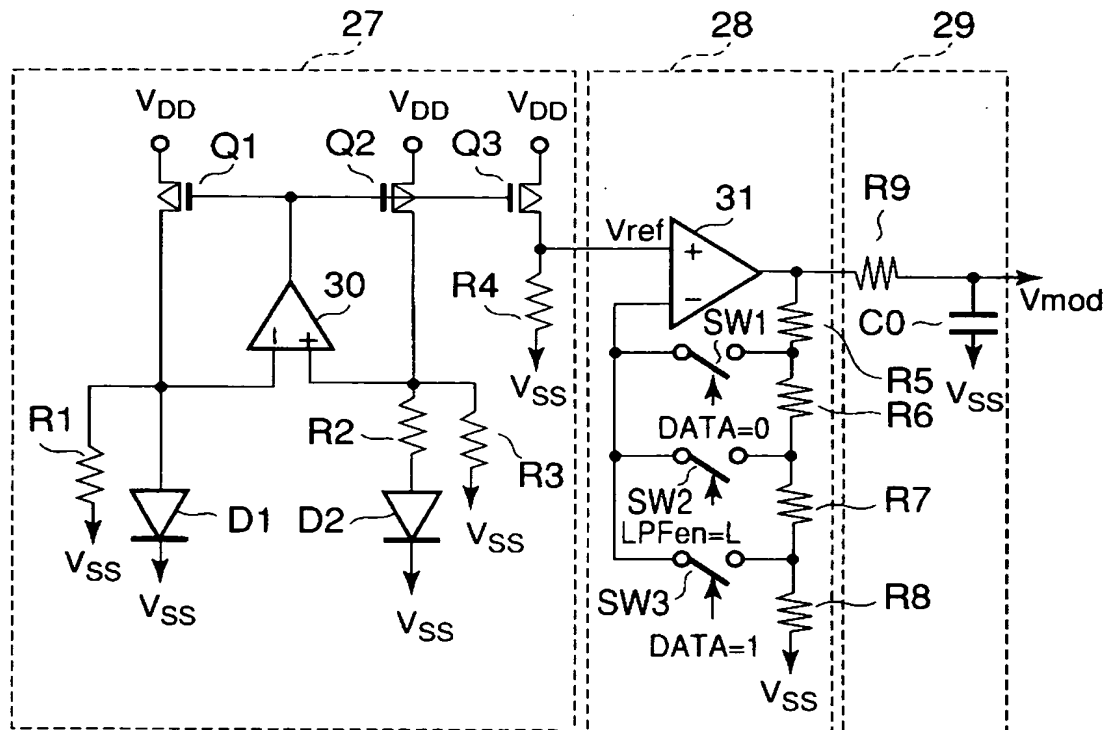 27
28
29
VDD
VDD
VDD
Q1
Q2
Q3
31
R9
Vref
+
−
30
R4
SW1
C0
Vmod
− +
VSS
R5
VSS
R1
R2
R3
DATA=0
R6
SW2
R7
D1
D2
LPFen=L
VSS
VSS
VSS
SW3
R8
VSS
DATA=1
VSS